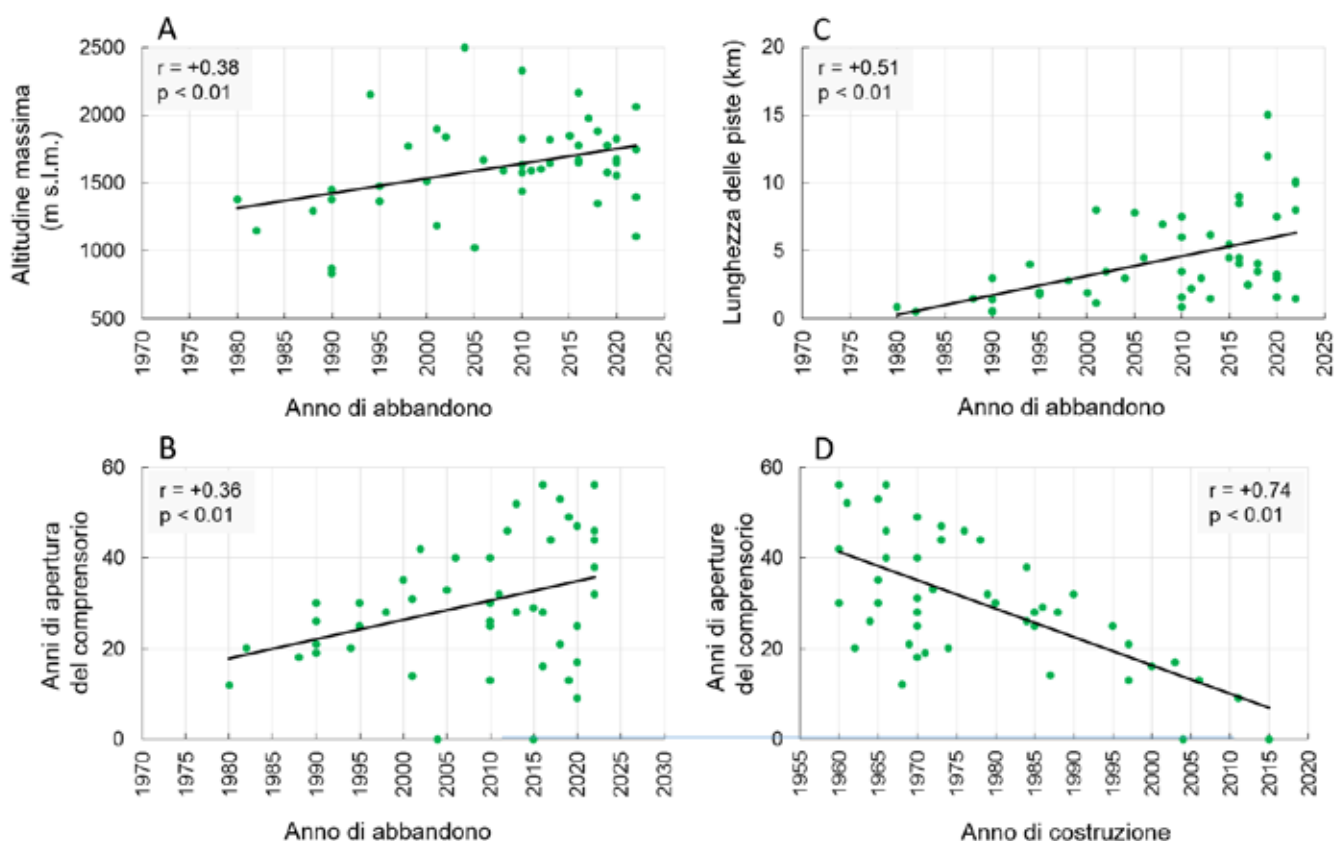 A
r = +0.38
p < 0.01
Altitudine massima
(m s.l.m.)
2500
2000
1500
1000
500
1970 1975 1980 1985 1990 1995 2000 2005 2010 2015 2020 2025
Anno di abbandono
C
r = +0.51
p < 0.01
Lunghezza delle piste (km)
20
15
10
5
0
1970 1975 1980 1985 1990 1995 2000 2005 2010 2015 2020 2025
Anno di abbandono
B
r = +0.36
p < 0.01
Anni di apertura
del comprensorio
60
40
20
0
1970 1975 1980 1985 1990 1995 2000 2005 2010 2015 2020 2025 2030
Anno di abbandono
D
r = +0.74
p < 0.01
Anni di aperture
del comprensorio
60
40
20
0
1955 1960 1965 1970 1975 1980 1985 1990 1995 2000 2005 2010 2015 2020
Anno di costruzione